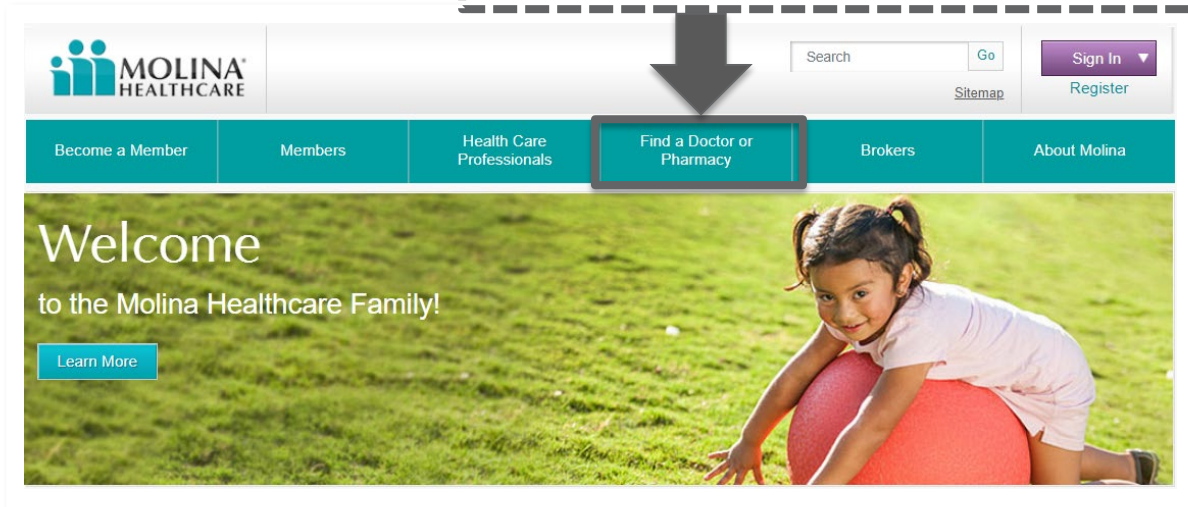 MOLINA®
HEALTHCARE
Search
Go
Sitemap
Sign In
Register
Become a Member
Members
Health Care
Professionals
Find a Doctor or
Pharmacy
Brokers
About Molina
Welcome
to the Molina Healthcare Family!
Learn More